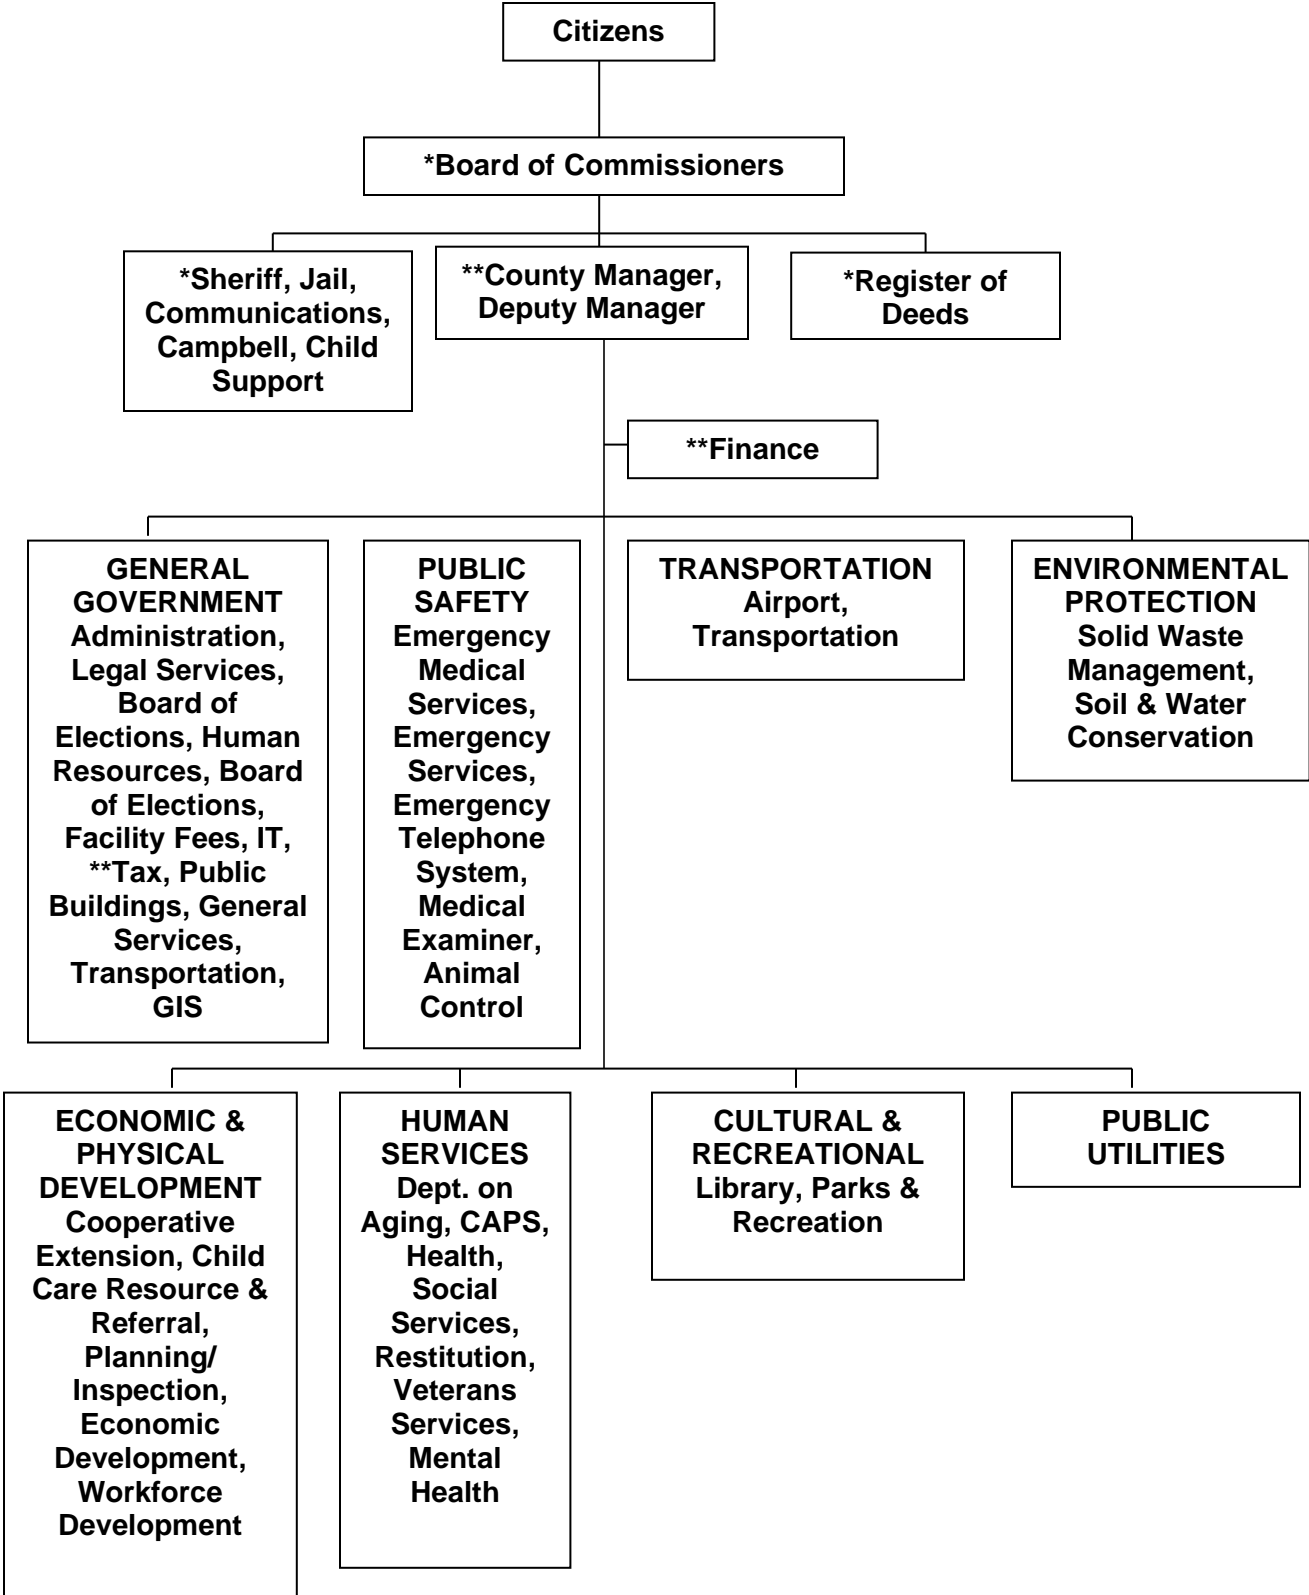 Citizens
*Board of Commissioners
*Sheriff, Jail,
Communications,
Campbell, Child
Support
**County Manager,
Deputy Manager
*Register of
Deeds
**Finance
GENERAL
GOVERNMENT
Administration,
Legal Services,
Board of
Elections, Human
Resources, Board
of Elections,
Facility Fees, IT,
**Tax, Public
Buildings, General
Services,
Transportation,
GIS
PUBLIC
SAFETY
Emergency
Medical
Services,
Emergency
Services,
Emergency
Telephone
System,
Medical
Examiner,
Animal
Control
TRANSPORTATION
Airport,
Transportation
ENVIRONMENTAL
PROTECTION
Solid Waste
Management,
Soil & Water
Conservation
ECONOMIC &
PHYSICAL
DEVELOPMENT
Cooperative
Extension, Child
Care Resource &
Referral,
Planning/
Inspection,
Economic
Development,
Workforce
Development
HUMAN
SERVICES
Dept. on
Aging, CAPS,
Health,
Social
Services,
Restitution,
Veterans
Services,
Mental
Health
CULTURAL &
RECREATIONAL
Library, Parks &
Recreation
PUBLIC
UTILITIES